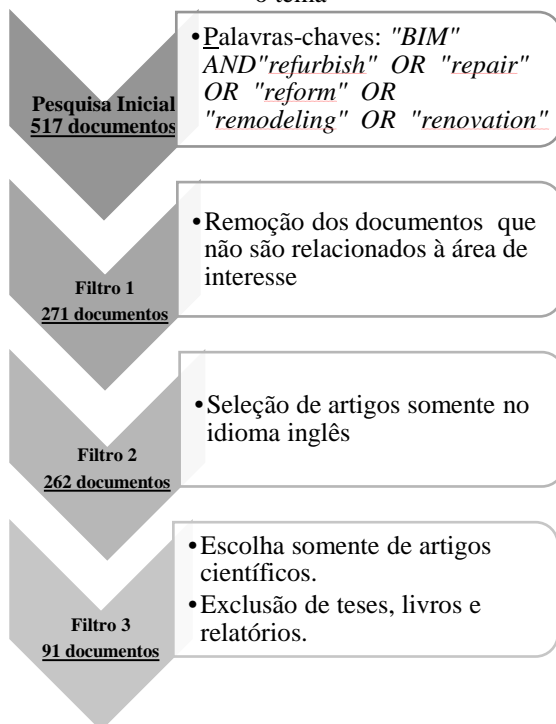 o tema
Pesquisa Inicial
517 documentos
•Palavras-chaves: "BIM"
AND"refurbish" OR "repair"
OR "reform" OR
"remodeling" OR "renovation"
Filtro 1
271 documentos
•Remoção dos documentos que
não são relacionados à área de
interesse
Filtro 2
262 documentos
•Seleção de artigos somente no
idioma inglês
Filtro 3
91 documentos
•Escolha somente de artigos
científicos.
•Exclusão de teses, livros e
relatórios.